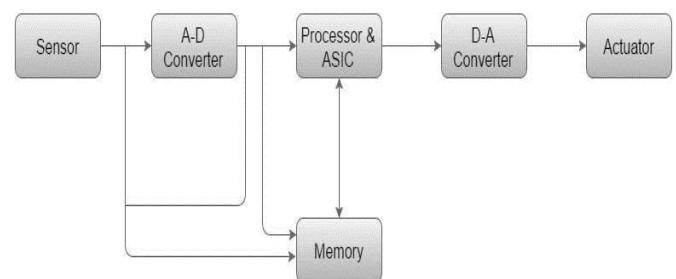 Sensor
A-D
Converter
Processor &
ASIC
D-A
Converter
Actuator
Memory